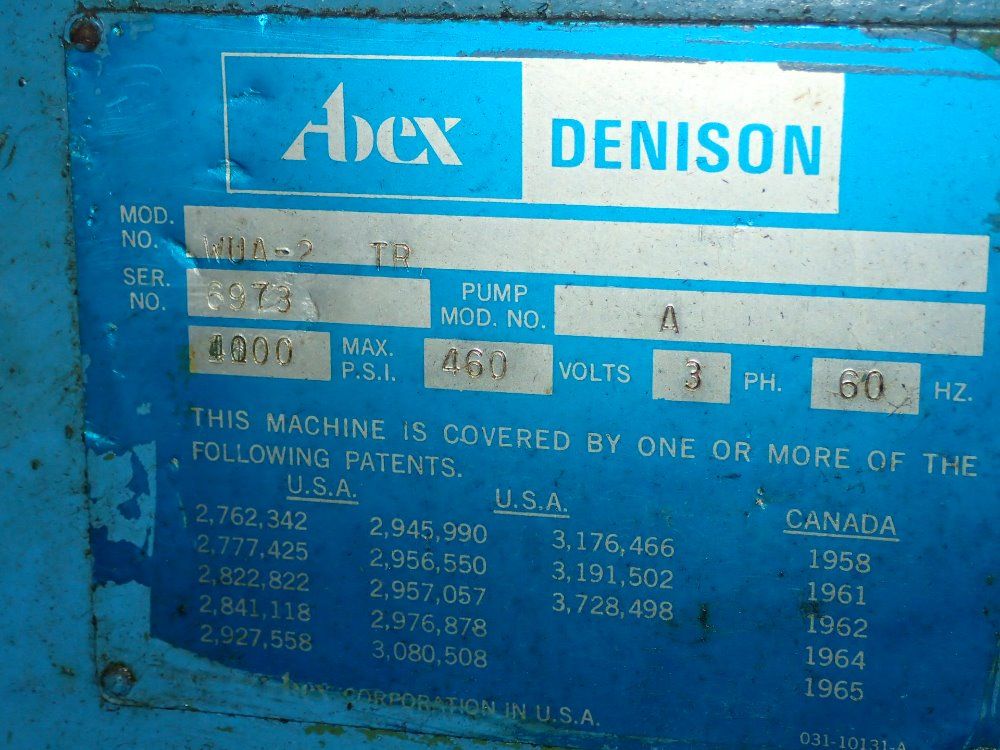 Abex DENISON
MOD. NO. WUA-2 TR
SER. NO. 6973 PUMP MOD. NO. A
MAX. P.S.I. 460 VOLTS 3 PH. 60 HZ.
THIS MACHINE IS COVERED BY ONE OR MORE OF THE
FOLLOWING PATENTS.
U.S.A. U.S.A. CANADA
2,762,342 2,945,990 3,176,466 1958
2,777,425 2,956,550 3,191,502 1961
2,822,822 2,957,057 3,728,498 1962
2,841,118 2,976,878 1964
2,927,558 3,080,508 1965
Abex CORPORATION IN U.S.A.
031-10131-A